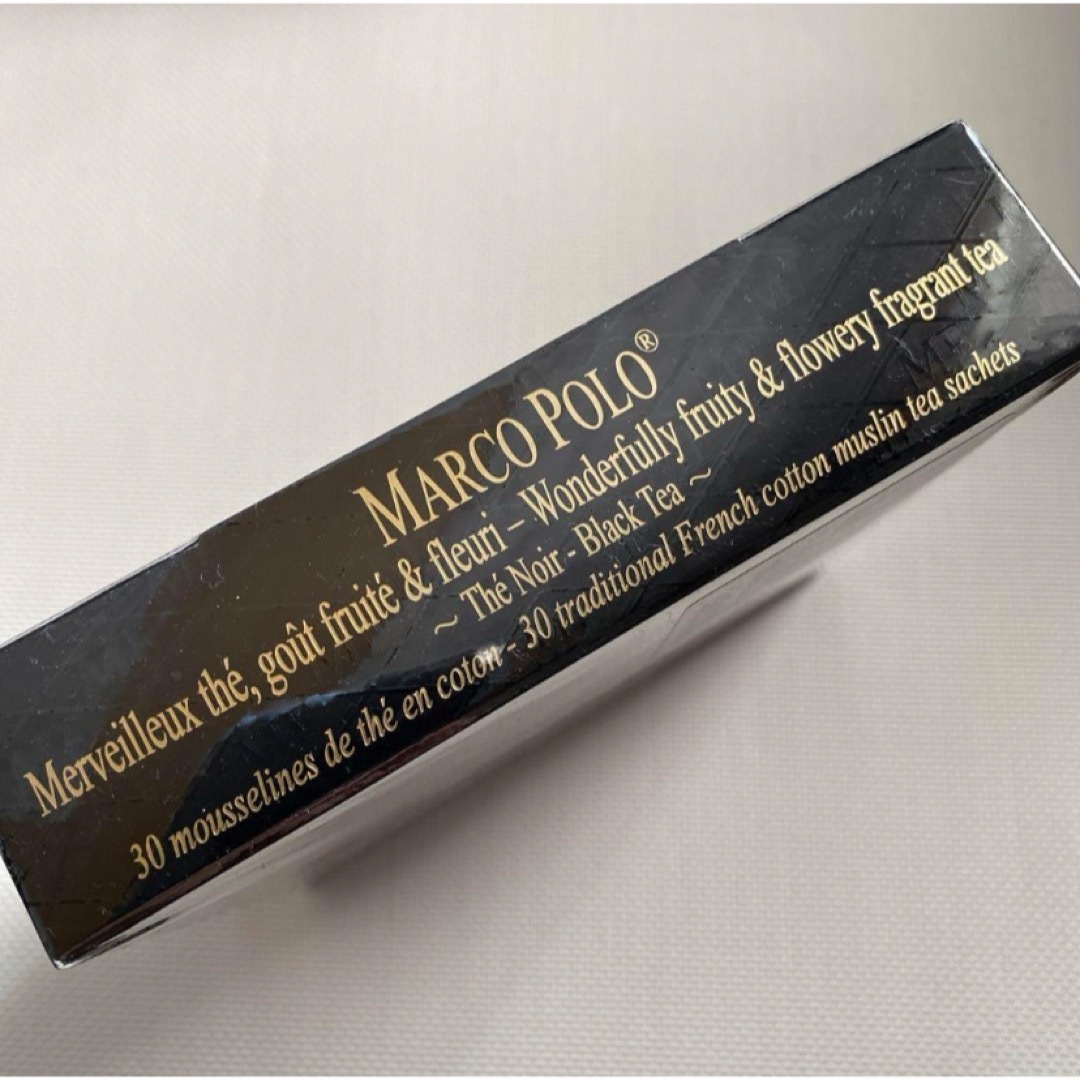 MARCO POLO®
Merveilleux thé, goût fruité & fleuri – Wonderfully fruity & flowery fragrant tea
~ Thé Noir - Black Tea ~
30 mousselines de thé en coton - 30 traditional French cotton muslin tea sachets